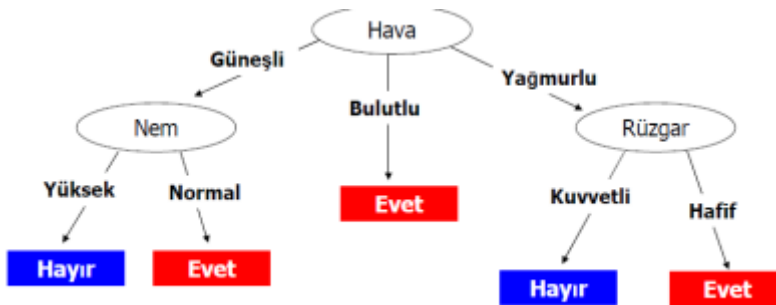 Hava
Güneşli
Bulutlu
Yağmurlu
Nem
Rüzgar
Yüksek
Normal
Evet
Kuvvetli
Hafif
Hayır
Evet
Hayır
Evet